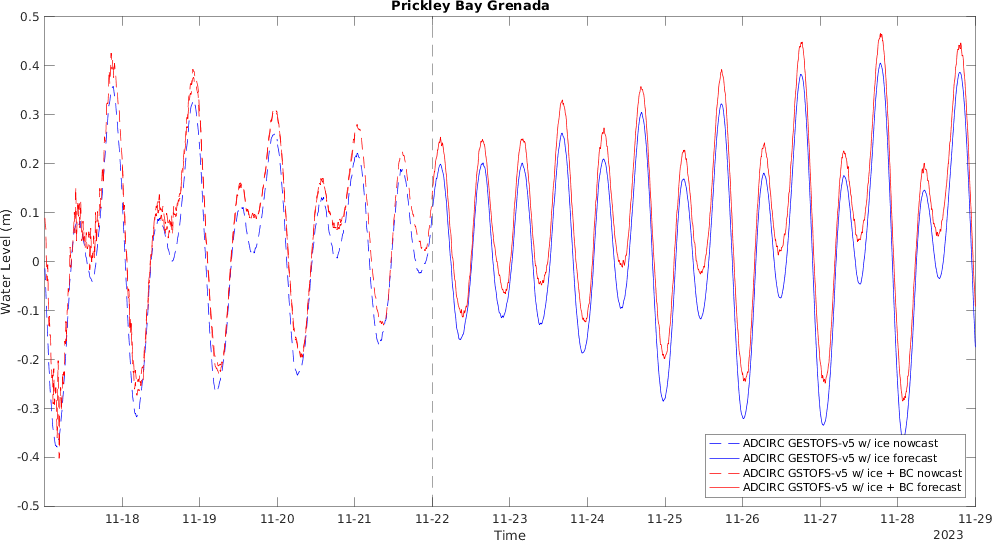 Prickley Bay Grenada
0.5
0.4
0.3
0.2
0.1
0
-0.1
-0.2
-0.3
-0.4
-0.5
Water Level (m)
ADCIRC GESTOFS-v5 w/ ice nowcast
ADCIRC GESTOFS-v5 w/ ice forecast
ADCIRC GSTOFS-v5 w/ ice + BC nowcast
ADCIRC GSTOFS-v5 w/ ice + BC forecast
11-18 11-19 11-20 11-21 11-22 11-23 11-24 11-25 11-26 11-27 11-28 11-29
Time
2023